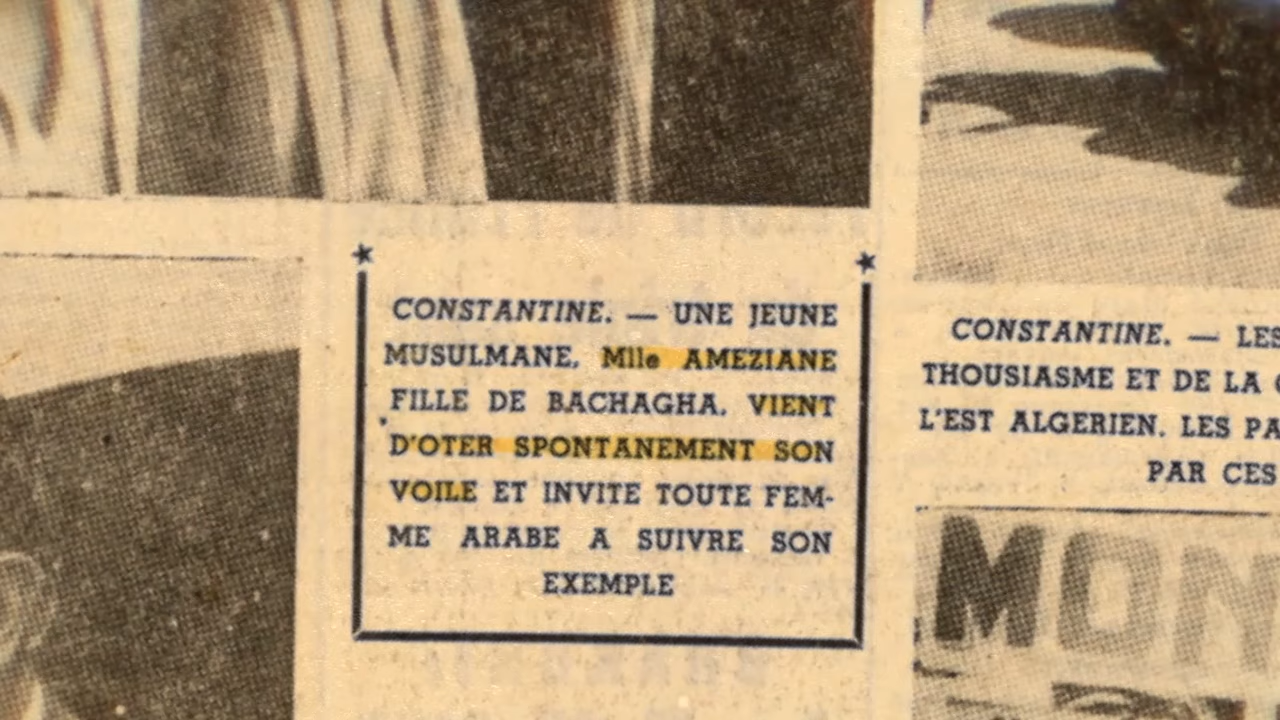 CONSTANTINE. — UNE JEUNE
MUSULMANE, Mlle AMEZIANE
FILLE DE BACHAGHA, VIENT
D'OTER SPONTANEMENT SON
VOILE ET INVITE TOUTE FEM-
ME ARABE A SUIVRE SON
EXEMPLE
CONSTANTINE. — LES
THOUSIASME ET DE LA
L'EST ALGERIEN. LES PA
PAR CES
MON